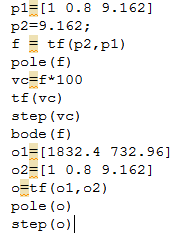 p1=[1 0.8 9.162]
p2=9.162;
f = tf(p2,p1)
pole(f)
vc=f*100
tf(vc)
step(vc)
bode(f)
o1=[1832.4 732.96]
o2=[1 0.8 9.162]
o=tf(o1,o2)
pole(o)
step(o)